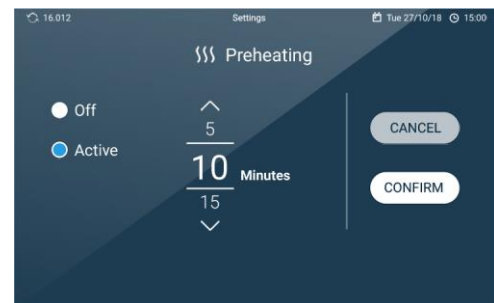 16.012
Settings
Tue 27/10/18
15:00
Preheating
Off
Active
5
10 Minutes
15
CANCEL
CONFIRM